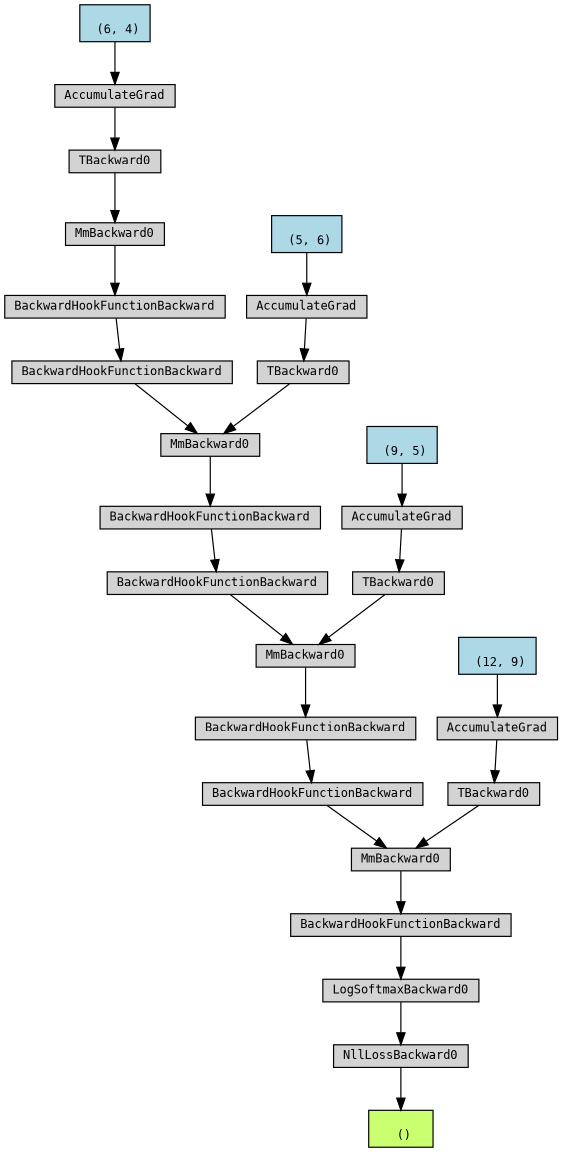 (6, 4)
AccumulateGrad
TBackward0
MmBackward0
(5, 6)
BackwardHookFunctionBackward
AccumulateGrad
BackwardHookFunctionBackward
TBackward0
MmBackward0
(9, 5)
BackwardHookFunctionBackward
AccumulateGrad
BackwardHookFunctionBackward
TBackward0
MmBackward0
(12, 9)
BackwardHookFunctionBackward
AccumulateGrad
BackwardHookFunctionBackward
TBackward0
MmBackward0
BackwardHookFunctionBackward
LogSoftmaxBackward0
NllLossBackward0
()